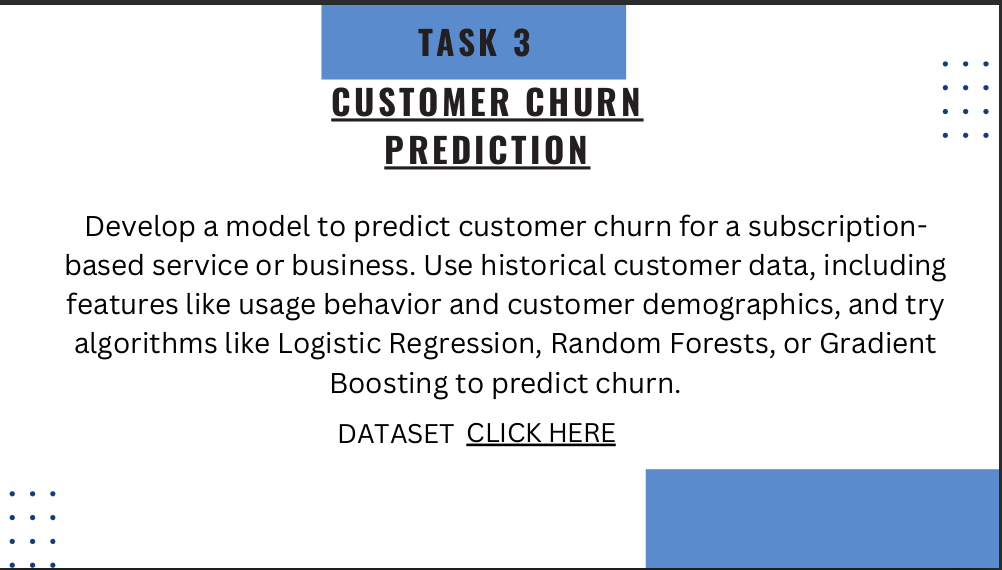 TASK 3
CUSTOMER CHURN
PREDICTION
Develop a model to predict customer churn for a subscription-
based service or business. Use historical customer data, including
features like usage behavior and customer demographics, and try
algorithms like Logistic Regression, Random Forests, or Gradient
Boosting to predict churn.
DATASET CLICK HERE